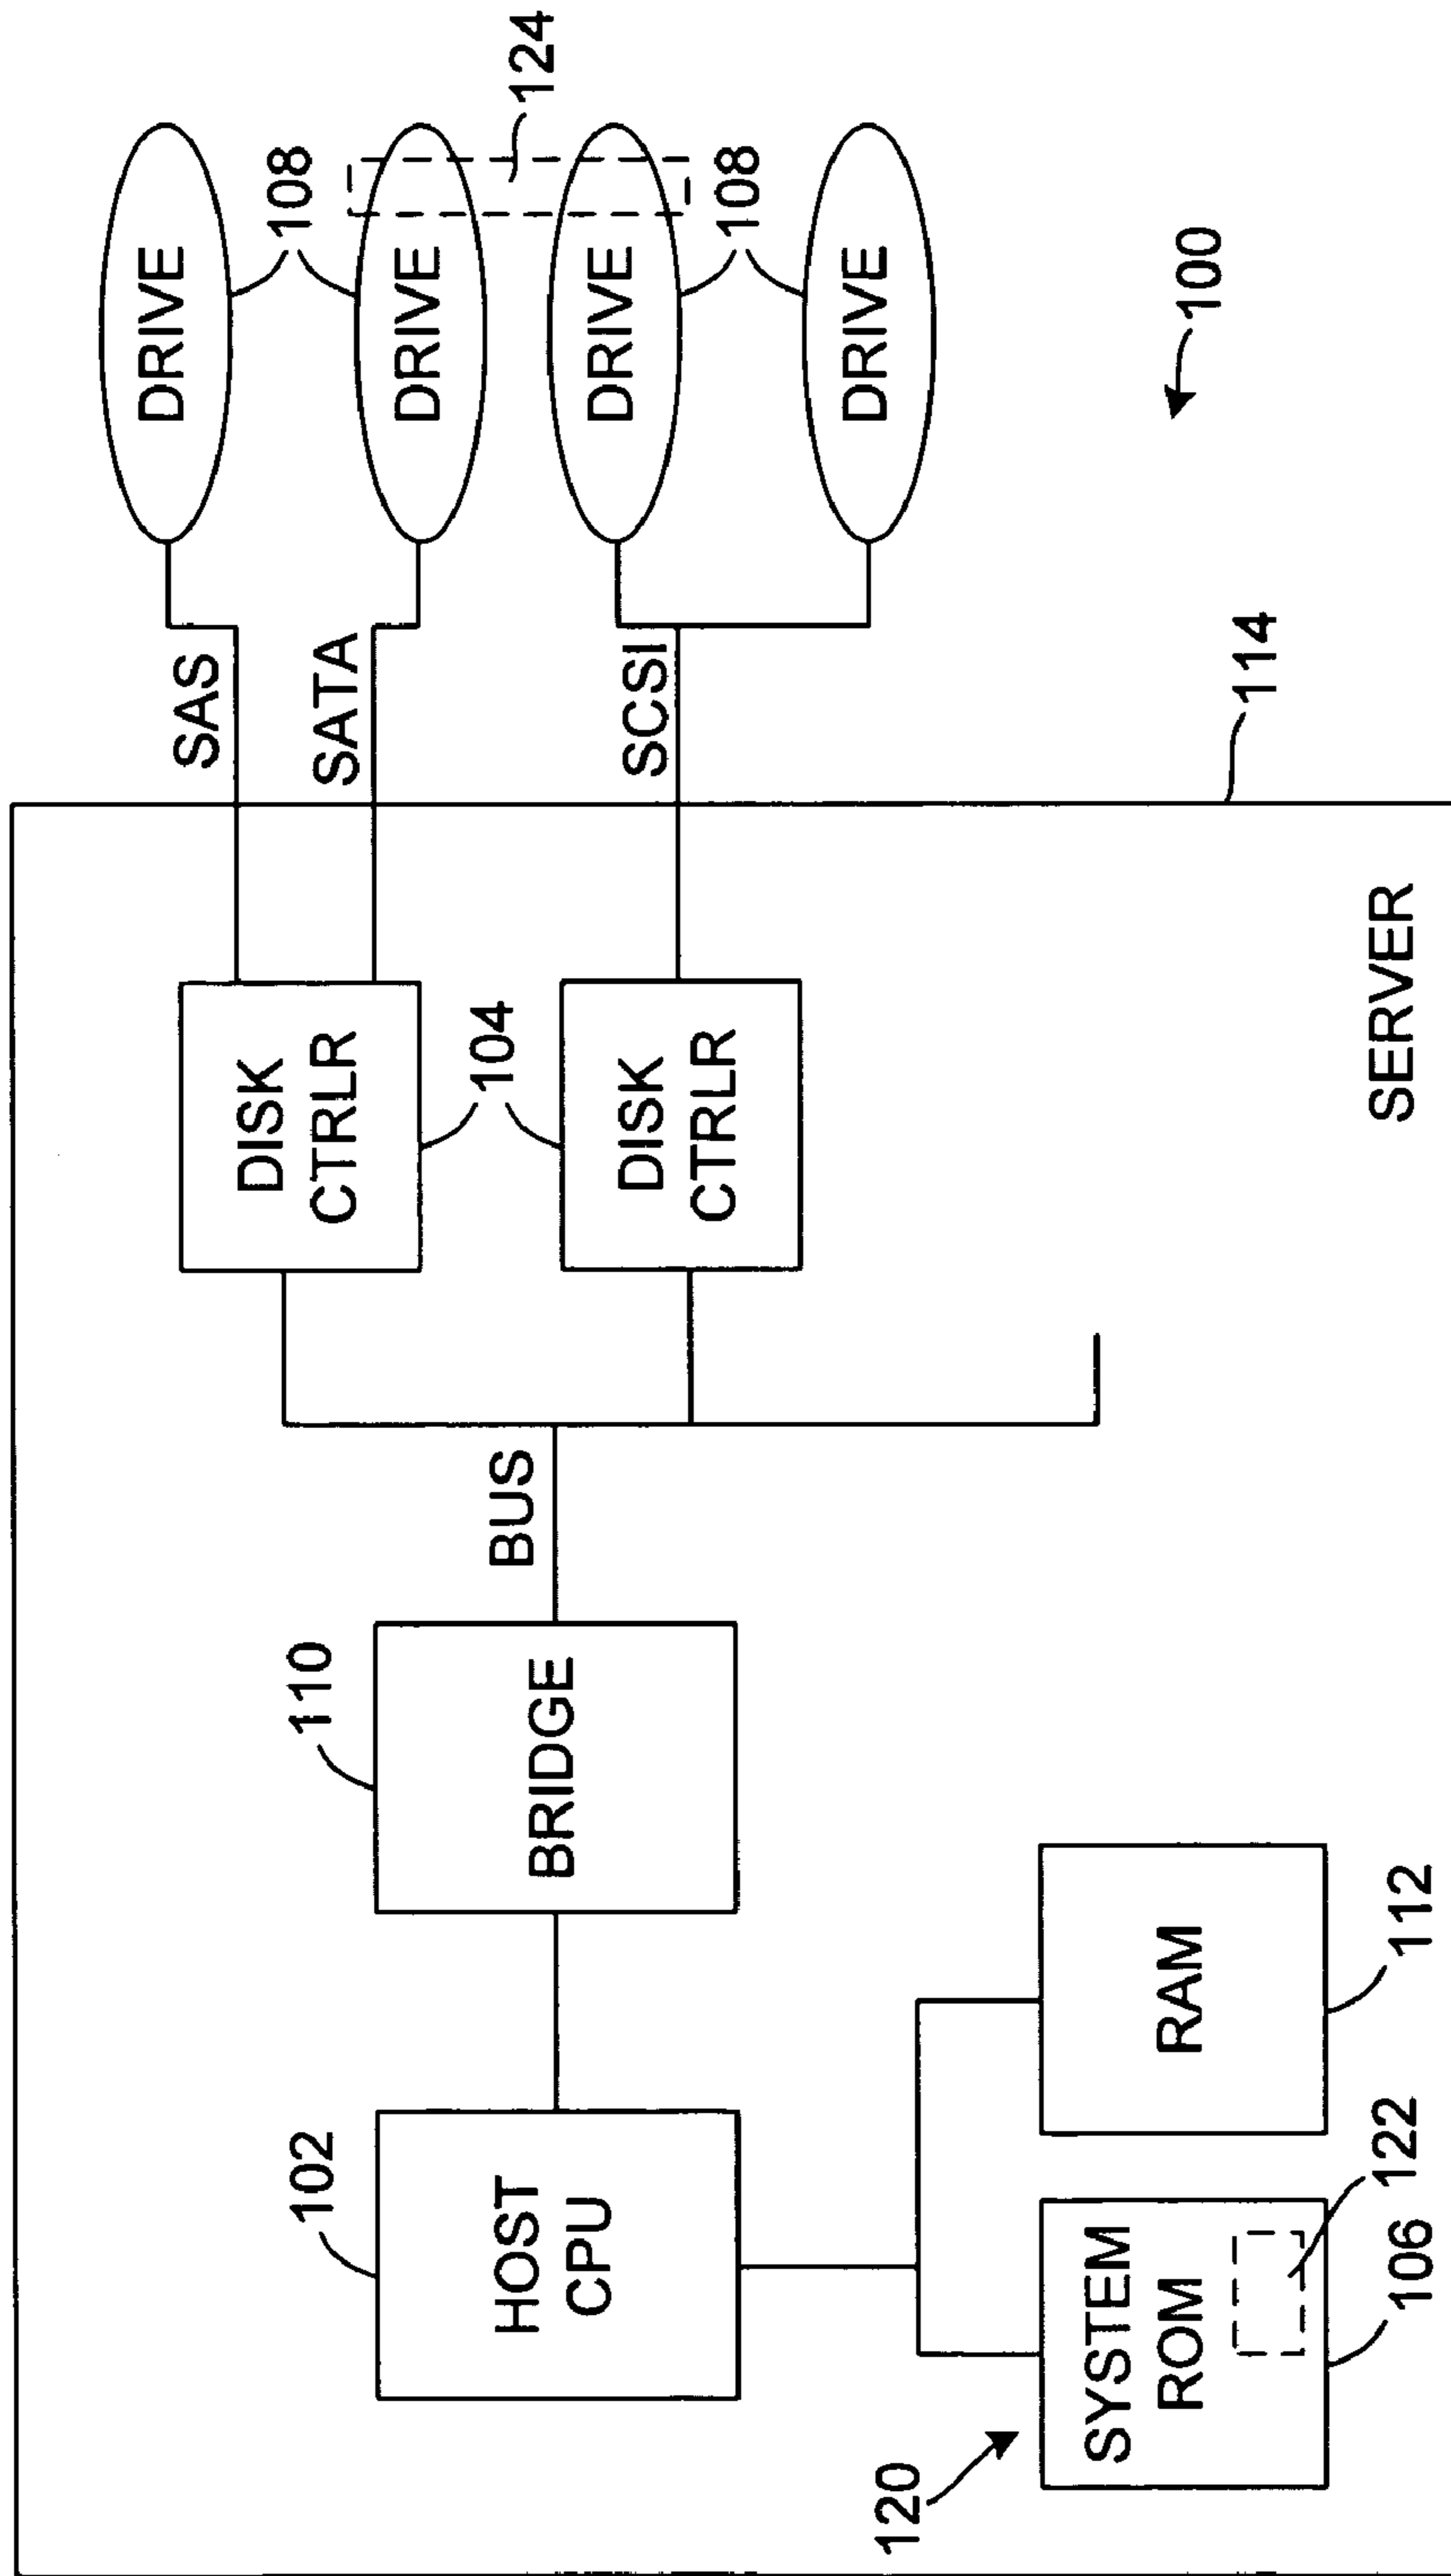 120
102
HOST
CPU
SYSTEM
ROM
122
106
RAM
112
110
BRIDGE
BUS
DISK
CTRLR
104
DISK
CTRLR
SERVER
114
SAS
SATA
SCSI
DRIVE
108
DRIVE
124
DRIVE
108
DRIVE
100